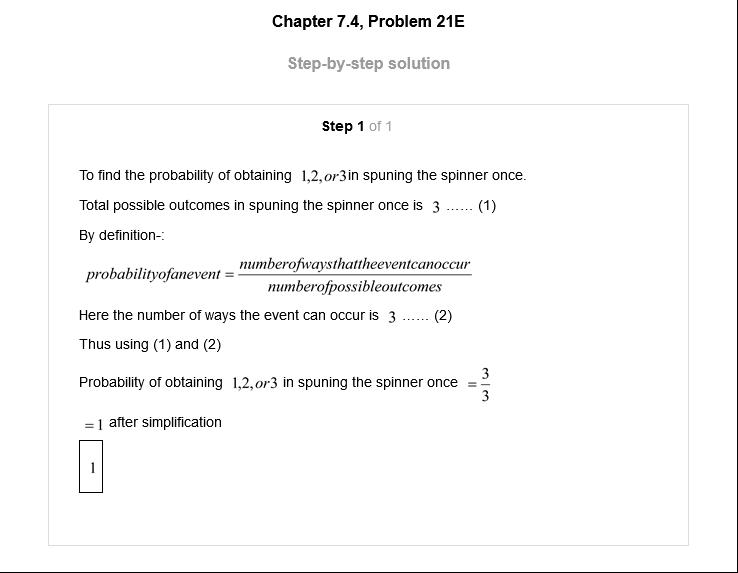 Chapter 7.4, Problem 21E
Step-by-step solution
Step 1 of 1
To find the probability of obtaining 1,2,or3 in spuning the spinner once.
Total possible outcomes in spuning the spinner once is 3 ...... (1)
By definition-:
probabilityofanevent = numberofwaysthattheeventcanoccur
numberofpossibleoutcomes
Here the number of ways the event can occur is 3 ...... (2)
Thus using (1) and (2)
Probability of obtaining 1,2,or3 in spuning the spinner once = 3
3
=1 after simplification
1